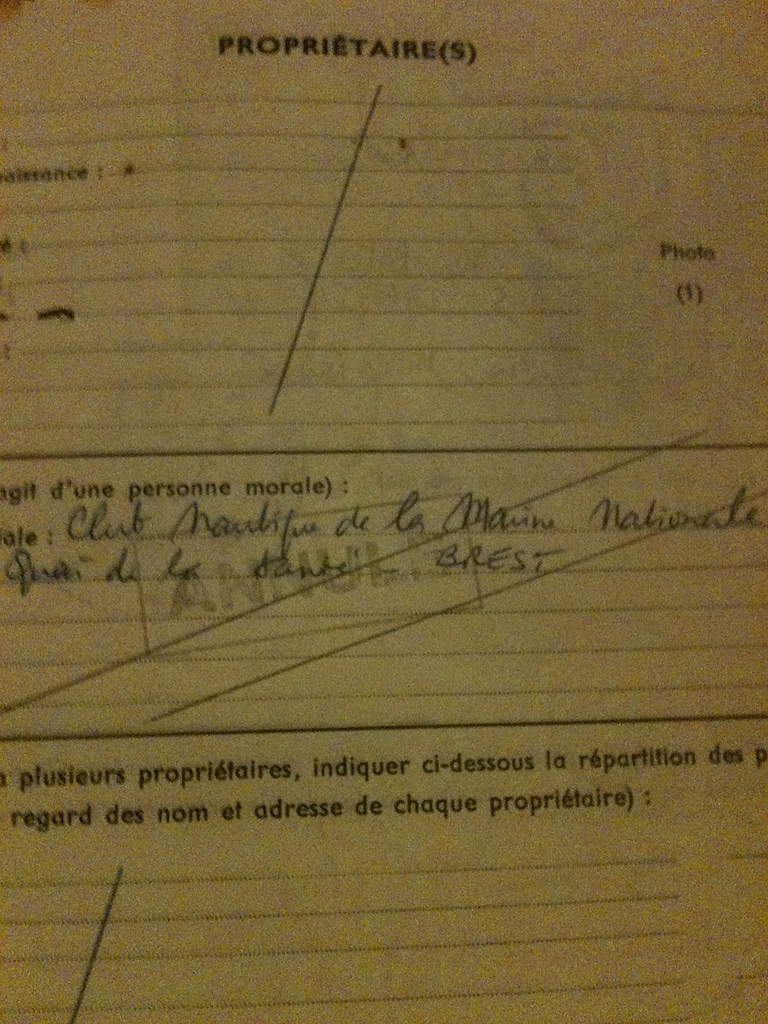 PROPRIÉTAIRE(S)
:
aissance :
é :
Photo
(1)
:
agit d'une personne morale) :
iale : Club Nautique de la Marine Nationale
Quai de la BREST
ANNULÉ
a plusieurs propriétaires, indiquer ci-dessous la répartition des p
regard des nom et adresse de chaque propriétaire) :